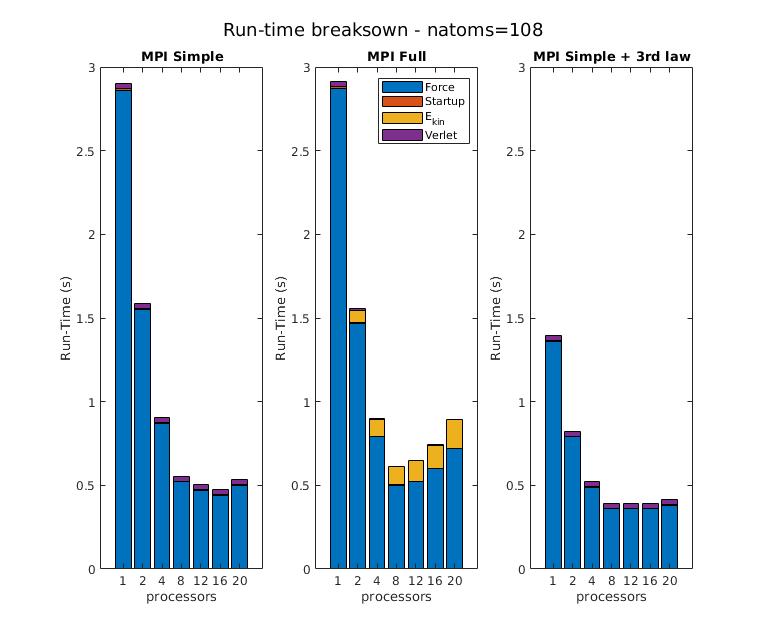 Run-time breaksown - natoms=108
MPI Simple
3
2.5
2
1.5
1
0.5
0
Run-Time (s)
1 2 4 8 12 16 20
processors
MPI Full
Force
Startup
E_kin
Verlet
3
2.5
2
1.5
1
0.5
0
Run-Time (s)
1 2 4 8 12 16 20
processors
MPI Simple + 3rd law
3
2.5
2
1.5
1
0.5
0
Run-Time (s)
1 2 4 8 12 16 20
processors